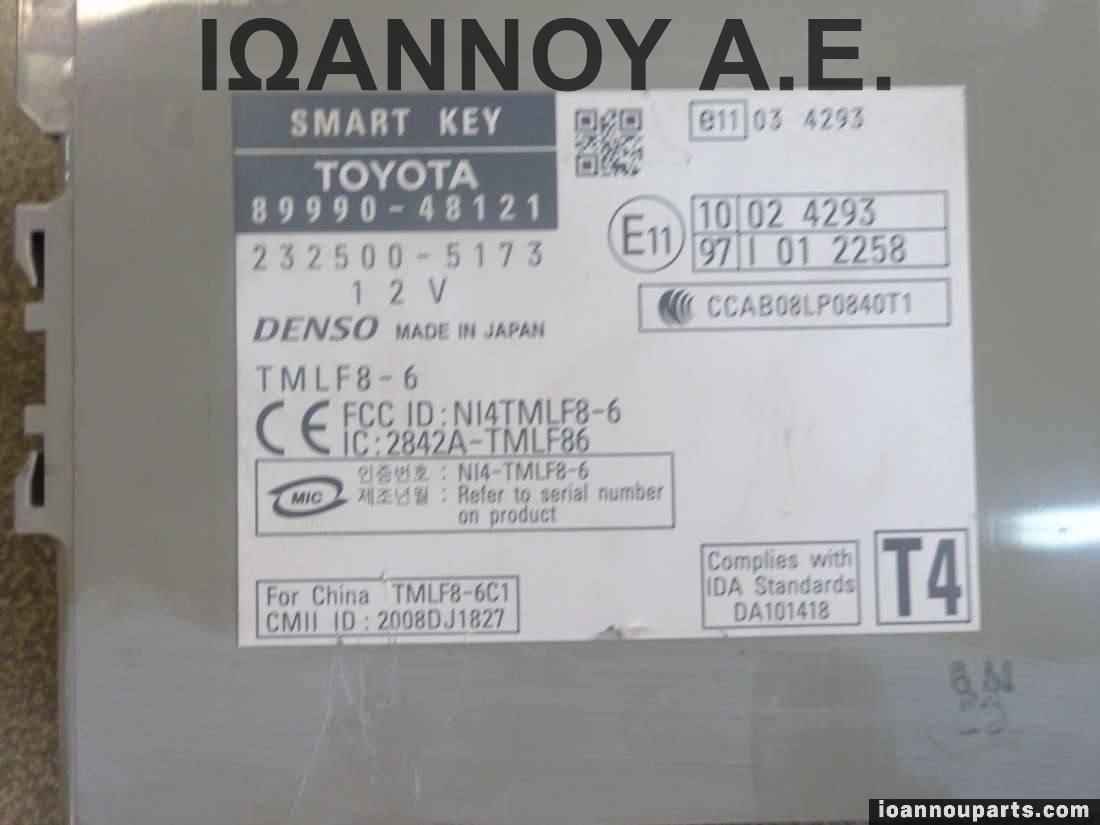 ΙΩΑΝΝΟΥ Α.Ε.
SMART KEY
TOYOTA
89990-48121
232500-5173
12V
DENSO MADE IN JAPAN
TMLF8-6
CE FCC ID:NI4TMLF8-6
IC:2842A-TMLF86
MIC
인증번호 : NI4-TMLF8-6
제조년월 : Refer to serial number
on product
For China TMLF8-6C1
CMII ID : 2008DJ1827
e11 03 4293
E11
10 02 4293
97 I 01 2258
CCAB08LP0840T1
Complies with
IDA Standards
DA101418
T4
ioannouparts.com